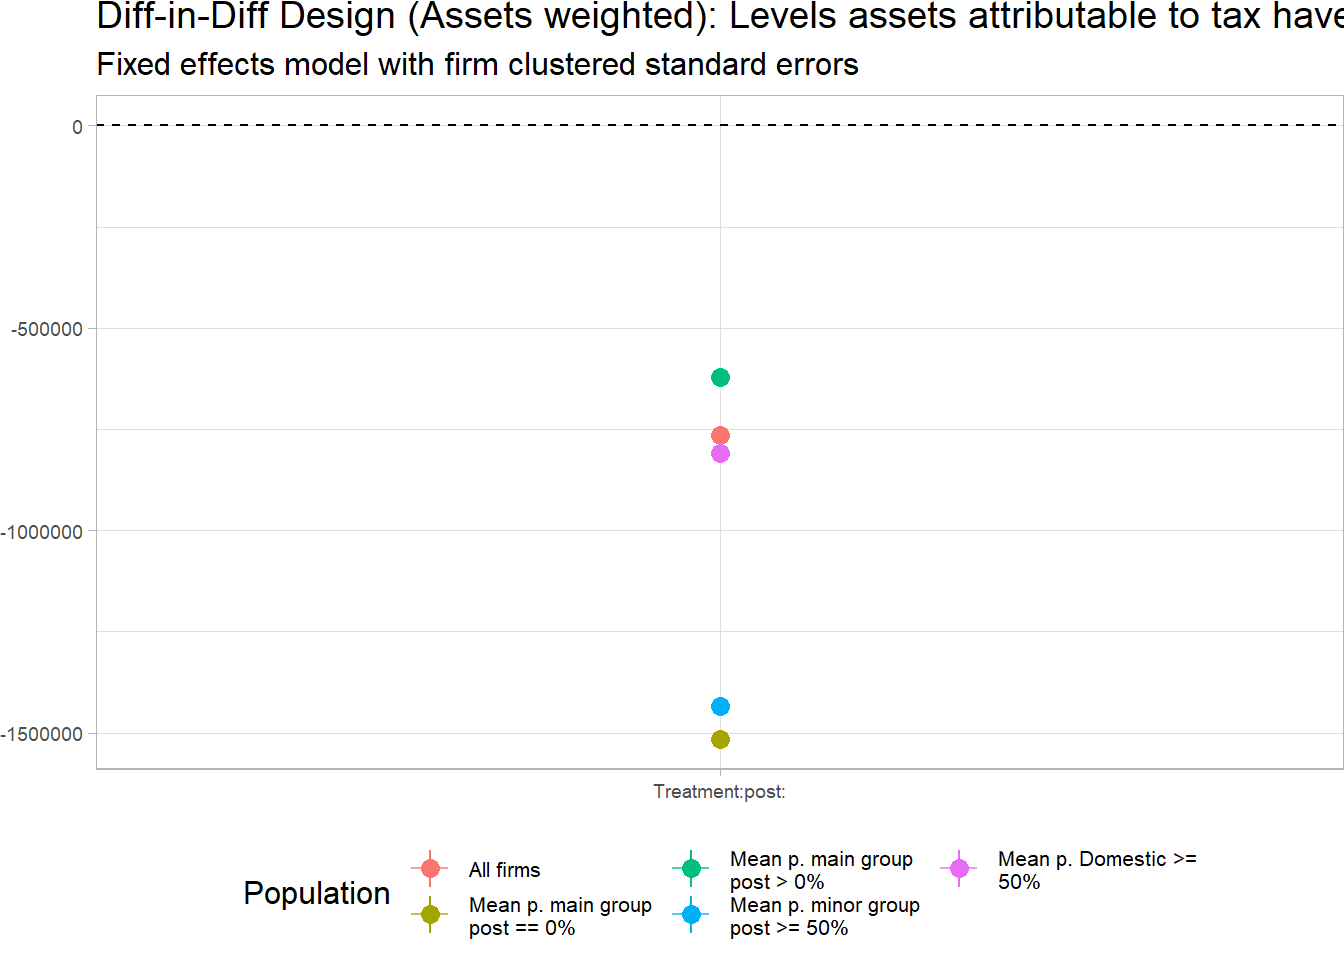 Diff-in-Diff Design (Assets weighted): Levels assets attributable to tax have
Fixed effects model with firm clustered standard errors
0
-500000
-1000000
-1500000
Treatment:post:
Population
All firms
Mean p. main group
post == 0%
Mean p. main group
post > 0%
Mean p. minor group
post >= 50%
Mean p. Domestic >=
50%